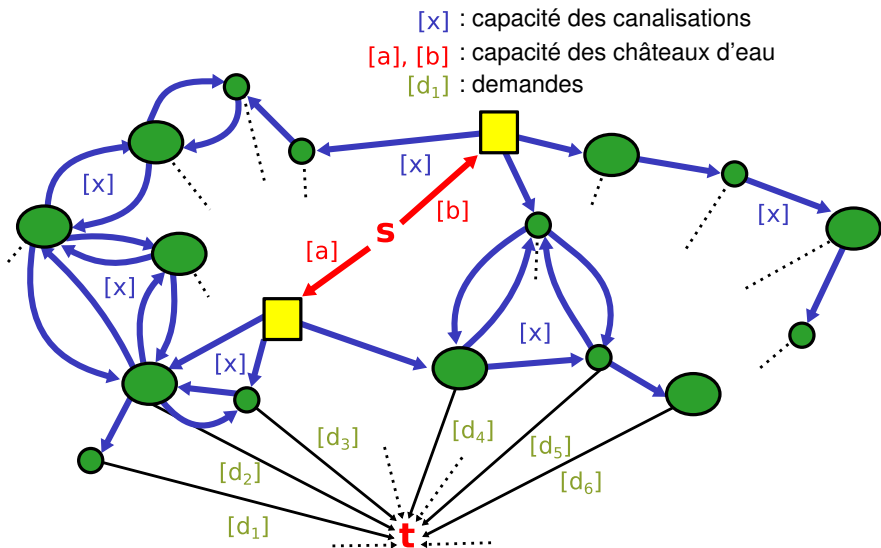 [x] : capacité des canalisations
[a], [b] : capacité des châteaux d'eau
[d₁] : demandes
[x]
[x]
[b]
s
[a]
[x]
[x]
[x]
[x]
[d₃]
[d₄]
[d₅]
[d₂]
[d₆]
[d₁]
t